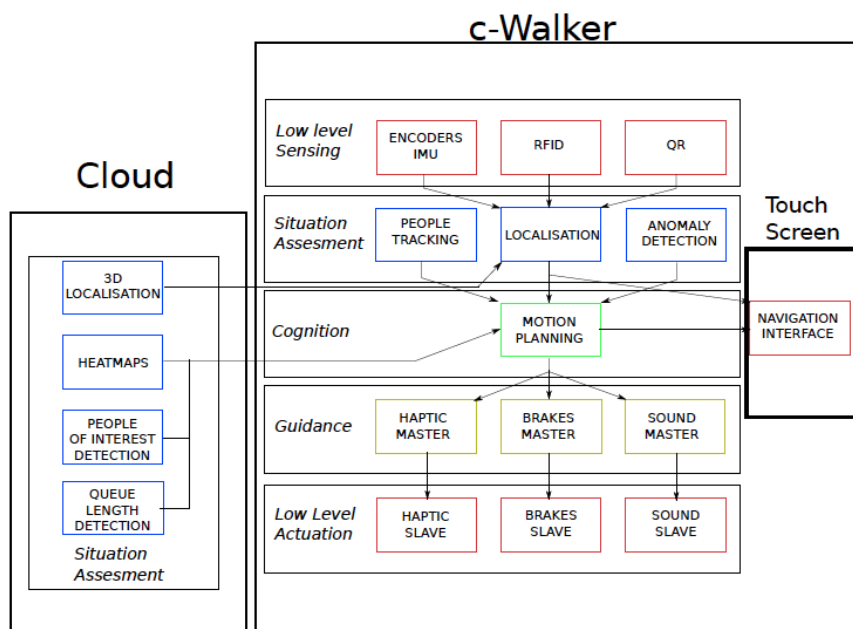 c-Walker
Low level
Sensing
ENCODERS
IMU
RFID
QR
Cloud
Situation
Assesment
PEOPLE
TRACKING
LOCALISATION
ANOMALY
DETECTION
Touch
Screen
3D
LOCALISATION
Cognition
MOTION
PLANNING
NAVIGATION
INTERFACE
HEATMAPS
PEOPLE
OF INTEREST
DETECTION
Guidance
HAPTIC
MASTER
BRAKES
MASTER
SOUND
MASTER
QUEUE
LENGTH
DETECTION
Situation
Assesment
Low Level
Actuation
HAPTIC
SLAVE
BRAKES
SLAVE
SOUND
SLAVE